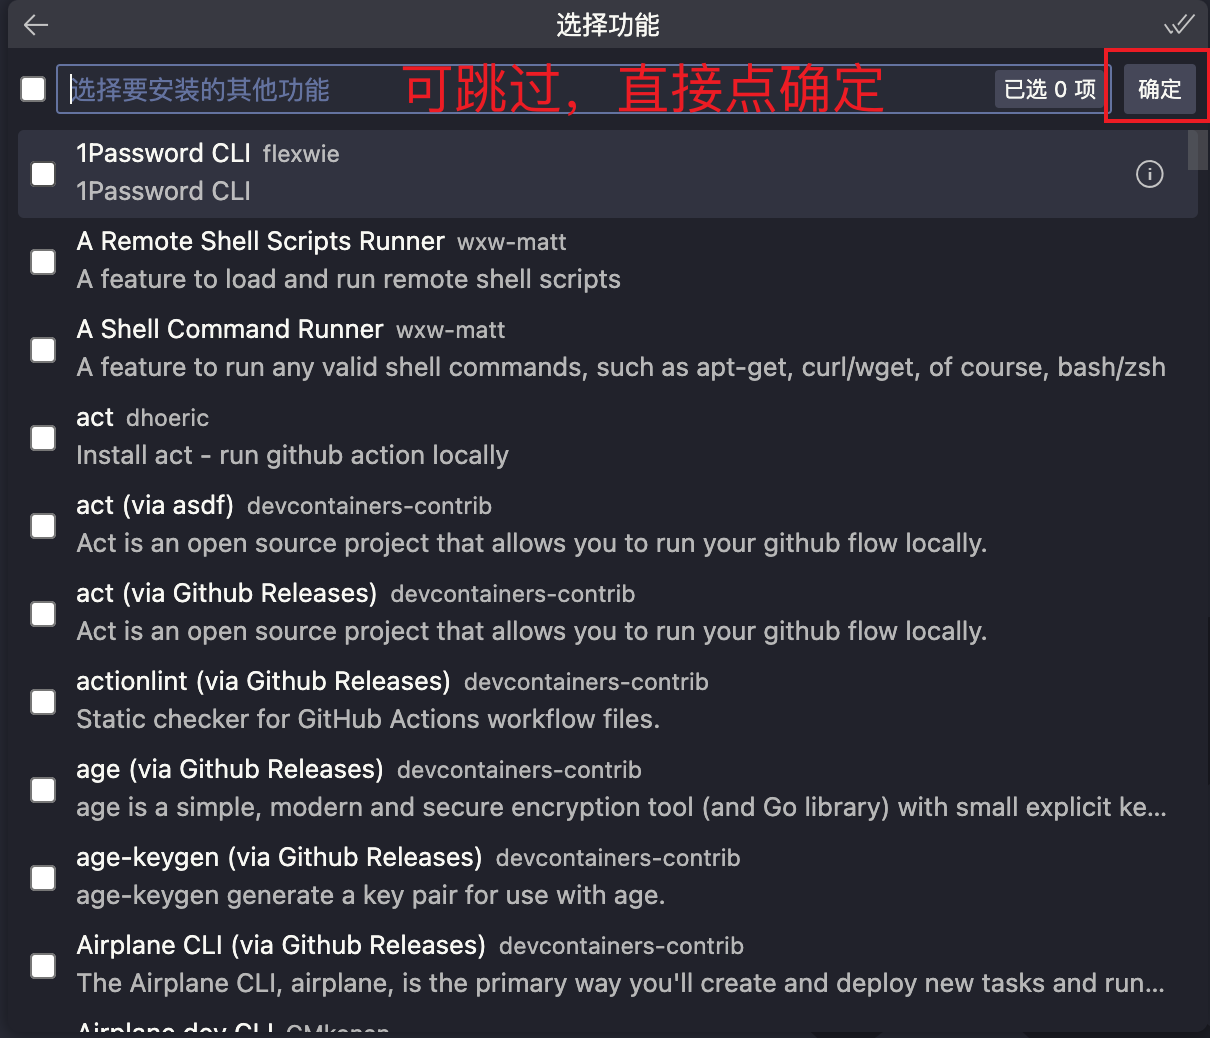 选择功能
选择要安装的其他功能
可跳过，直接点确定
已选 0 项
确定
1Password CLI flexwie
1Password CLI
A Remote Shell Scripts Runner wxw-matt
A feature to load and run remote shell scripts
A Shell Command Runner wxw-matt
A feature to run any valid shell commands, such as apt-get, curl/wget, of course, bash/zsh
act dhoeric
Install act - run github action locally
act (via asdf) devcontainers-contrib
Act is an open source project that allows you to run your github flow locally.
act (via Github Releases) devcontainers-contrib
Act is an open source project that allows you to run your github flow locally.
actionlint (via Github Releases) devcontainers-contrib
Static checker for GitHub Actions workflow files.
age (via Github Releases) devcontainers-contrib
age is a simple, modern and secure encryption tool (and Go library) with small explicit ke...
age-keygen (via Github Releases) devcontainers-contrib
age-keygen generate a key pair for use with age.
Airplane CLI (via Github Releases) devcontainers-contrib
The Airplane CLI, airplane, is the primary way you'll create and deploy new tasks and run...
Airplane dev CLI